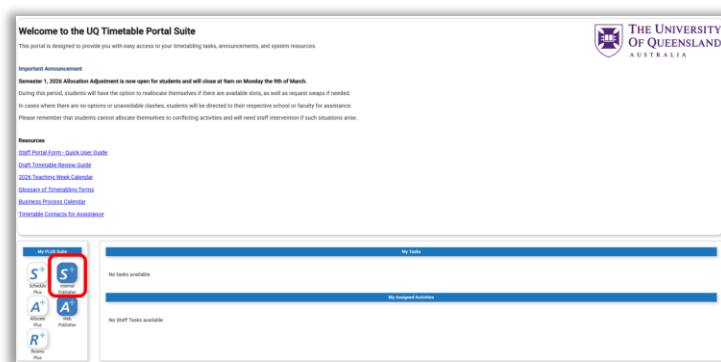 Welcome to the UQ Timetable Portal Suite
This portal is designed to provide you with easy access to your timetabling tasks, announcements, and system resources.
THE UNIVERSITY
OF QUEENSLAND
AUSTRALIA
Important Announcement
Semester 1, 2026 Allocation Adjustment is now open for students and will close at 9am on Monday the 9th of March.
During this period, students will have the option to reallocate themselves if there are available slots, as well as request swaps if needed.
In cases where there are no options or unavoidable clashes, students will be directed to their respective school or faculty for assistance.
Please remember that students cannot allocate themselves to conflicting activities and will need staff intervention if such situations arise.
Resources
Staff Portal Form - Quick User Guide
Draft Timetable Review Guide
2026 Teaching Week Calendar
Glossary of Timetabling Terms
Business Process Calendar
Timetable Contacts for Assistance
My PLUS Suite
S+
Schedule
Plus
S+
Internal
Publisher
A+
Allocate
Plus
A+
Web
Publisher
R+
Rooms
Plus
My Tasks
No tasks available
My Assigned Activities
No Staff Tasks available